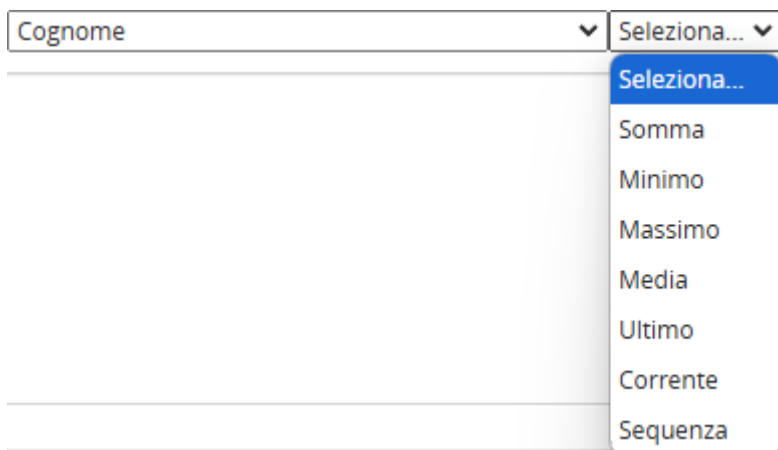 Cognome
Seleziona...
Seleziona...
Somma
Minimo
Massimo
Media
Ultimo
Corrente
Sequenza